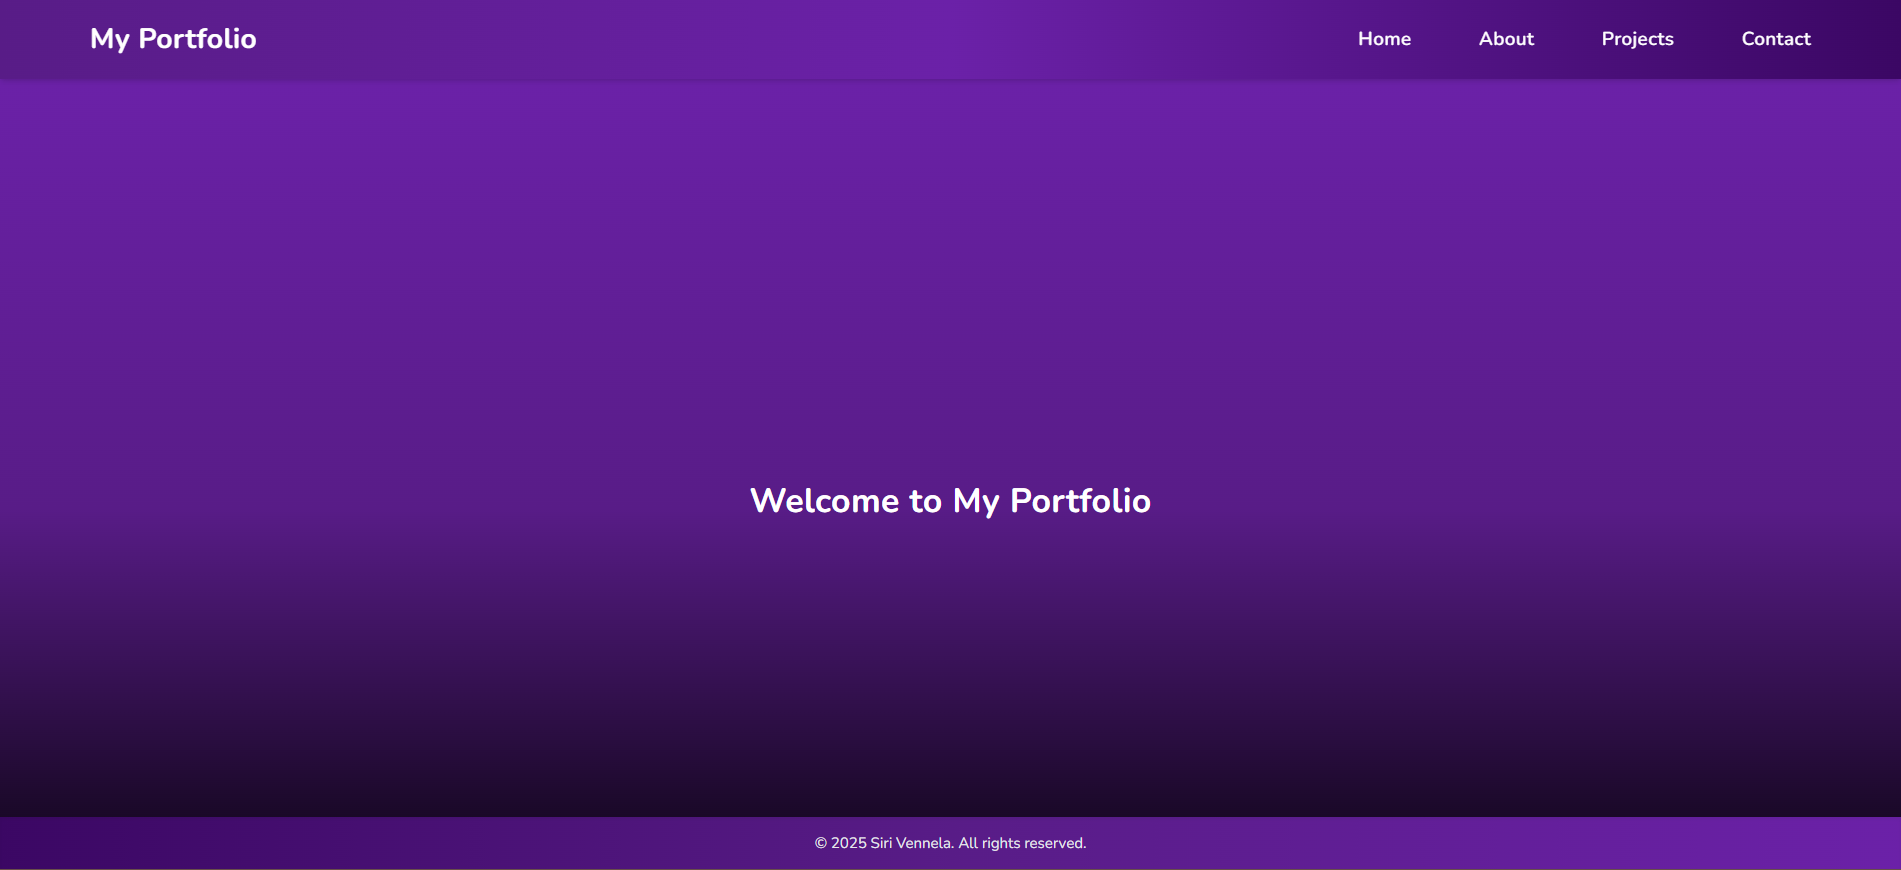 My Portfolio
Home About Projects Contact
Welcome to My Portfolio
© 2025 Siri Vennela. All rights reserved.